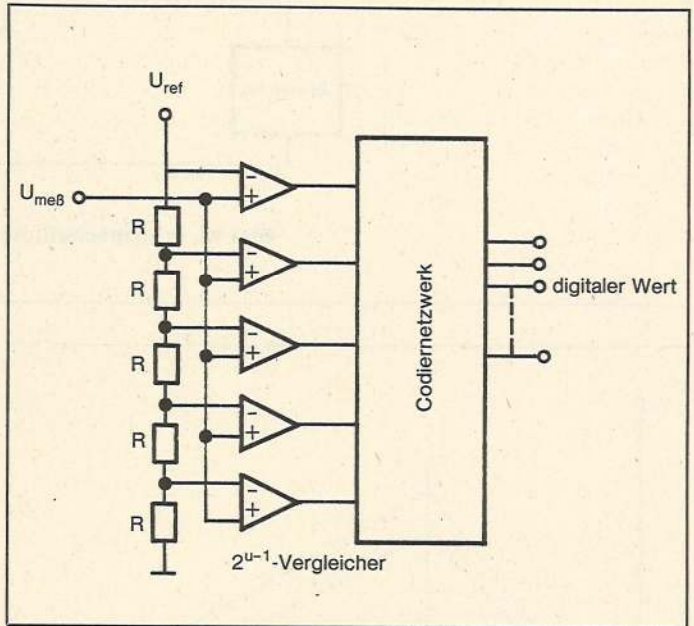 U_ref
U_meß
R
R
R
R
R
-
+
-
+
-
+
-
+
-
+
Codiernetzwerk
digitaler Wert
2^u-1-Vergleicher